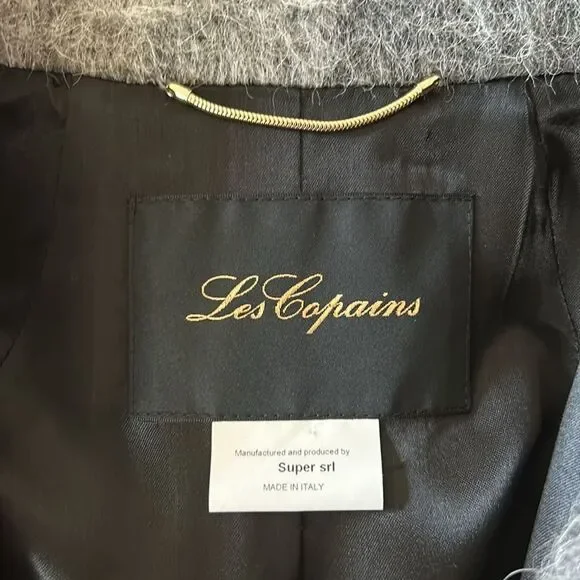 Les Copains
Manufactured and produced by
Super srl
MADE IN ITALY